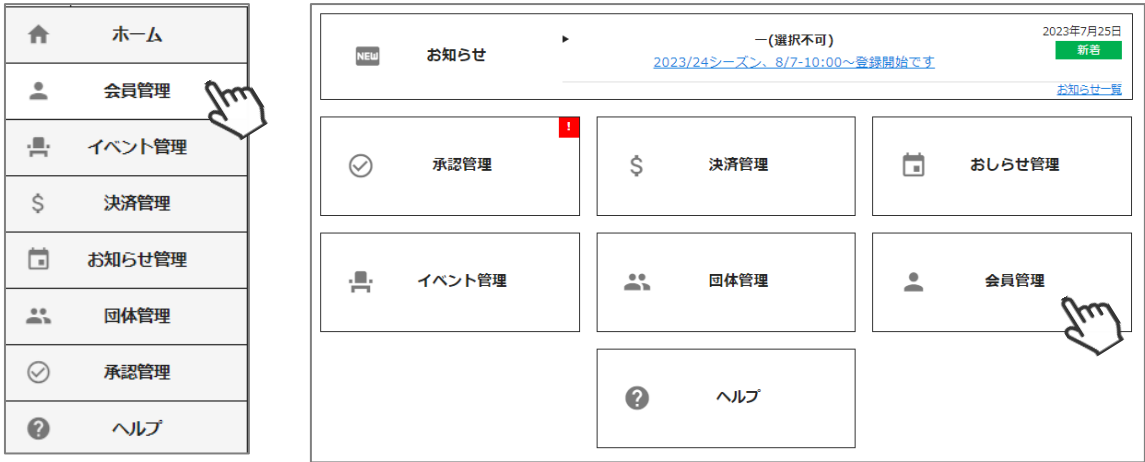 ホーム
会員管理
イベント管理
決済管理
お知らせ管理
団体管理
承認管理
ヘルプ
NEW
お知らせ
ー(選択不可)
2023/24シーズン、8/7-10:00～登録開始です
2023年7月25日
新着
お知らせ一覧
承認管理
!
決済管理
おしらせ管理
イベント管理
団体管理
会員管理
ヘルプ